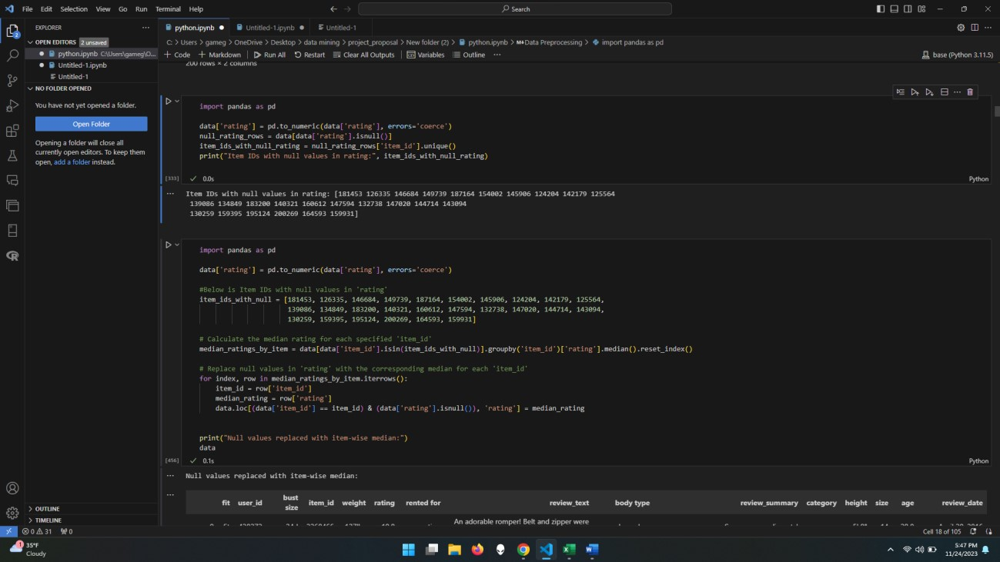 File Edit Selection View Go Run Terminal Help
Search
EXPLORER
python.ipynb
Untitled-1.ipynb
Untitled-1
OPEN EDITORS 2 unsaved
python.ipynb C:\Users\gameg\O...
Untitled-1.ipynb
Untitled-1
NO FOLDER OPENED
You have not yet opened a folder.
Open Folder
Opening a folder will close all
currently open editors. To keep them
open, add a folder instead.
OUTLINE
TIMELINE
C: > Users > gameg > OneDrive > Desktop > data mining > project_proposal > New folder (2) > python.ipynb > M↓Data Preprocessing > import pandas as pd
+ Code + Markdown Run All Restart Clear All Outputs Variables Outline ...
base (Python 3.11.5)
200 rows × 2 columns
import pandas as pd
data['rating'] = pd.to_numeric(data['rating'], errors='coerce')
null_rating_rows = data[data['rating'].isnull()]
item_ids_with_null_rating = null_rating_rows['item_id'].unique()
print("Item IDs with null values in rating:", item_ids_with_null_rating)
[333] 0.0s Python
Item IDs with null values in rating: [181453 126335 146684 149739 187164 154002 145906 124204 142179 125564
139086 134849 183200 140321 160612 147594 132738 147020 144714 143094
130259 159395 195124 200269 164593 159931]
import pandas as pd
data['rating'] = pd.to_numeric(data['rating'], errors='coerce')
#Below is Item IDs with null values in 'rating'
item_ids_with_null = [181453, 126335, 146684, 149739, 187164, 154002, 145906, 124204, 142179, 125564,
139086, 134849, 183200, 140321, 160612, 147594, 132738, 147020, 144714, 143094,
130259, 159395, 195124, 200269, 164593, 159931]
# Calculate the median rating for each specified 'item_id'
median_ratings_by_item = data[data['item_id'].isin(item_ids_with_null)].groupby('item_id')['rating'].median().reset_index()
# Replace null values in 'rating' with the corresponding median for each 'item_id'
for index, row in median_ratings_by_item.iterrows():
item_id = row['item_id']
median_rating = row['rating']
data.loc[(data['item_id'] == item_id) & (data['rating'].isnull()), 'rating'] = median_rating
print("Null values replaced with item-wise median:")
data
[456] 0.1s Python
Null values replaced with item-wise median:
fit user_id bust size item_id weight rating rented for review_text body type review_summary category height size age review_date
An adorable romper! Belt and zipper were
0 31 0
Cell 18 of 105
35°F
Cloudy
5:47 PM
11/24/2023